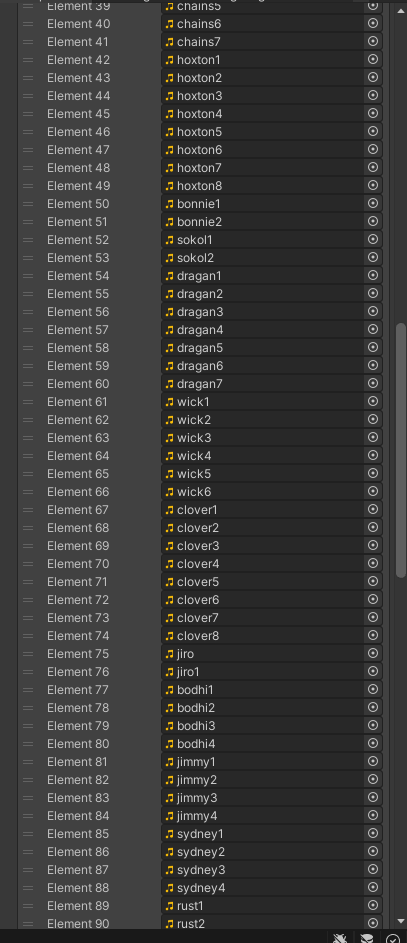 Element 39 chains5
Element 40 chains6
Element 41 chains7
Element 42 hoxton1
Element 43 hoxton2
Element 44 hoxton3
Element 45 hoxton4
Element 46 hoxton5
Element 47 hoxton6
Element 48 hoxton7
Element 49 hoxton8
Element 50 bonnie1
Element 51 bonnie2
Element 52 sokol1
Element 53 sokol2
Element 54 dragan1
Element 55 dragan2
Element 56 dragan3
Element 57 dragan4
Element 58 dragan5
Element 59 dragan6
Element 60 dragan7
Element 61 wick1
Element 62 wick2
Element 63 wick3
Element 64 wick4
Element 65 wick5
Element 66 wick6
Element 67 clover1
Element 68 clover2
Element 69 clover3
Element 70 clover4
Element 71 clover5
Element 72 clover6
Element 73 clover7
Element 74 clover8
Element 75 jiro
Element 76 jiro1
Element 77 bodhi1
Element 78 bodhi2
Element 79 bodhi3
Element 80 bodhi4
Element 81 jimmy1
Element 82 jimmy2
Element 83 jimmy3
Element 84 jimmy4
Element 85 sydney1
Element 86 sydney2
Element 87 sydney3
Element 88 sydney4
Element 89 rust1
Element 90 rust2